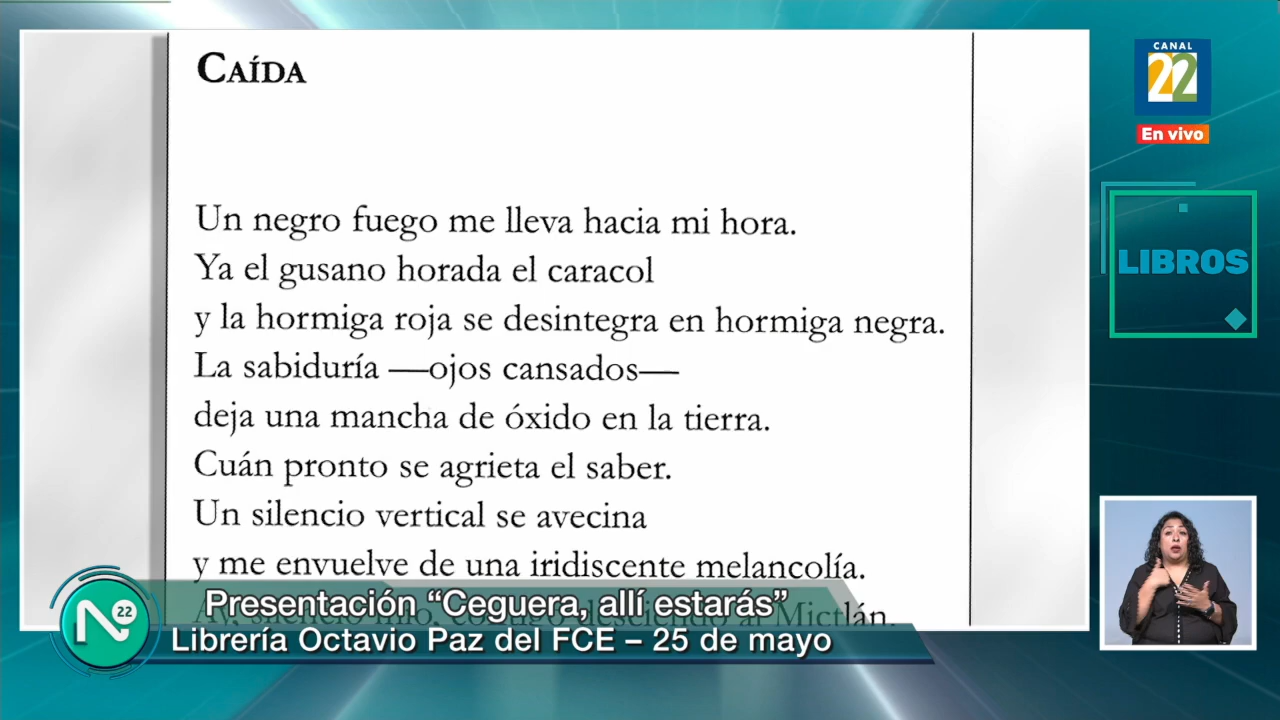 CAÍDA
Un negro fuego me lleva hacia mi hora.
Ya el gusano horada el caracol
y la hormiga roja se desintegra en hormiga negra.
La sabiduría —ojos cansados—
deja una mancha de óxido en la tierra.
Cuán pronto se agrieta el saber.
Un silencio vertical se avecina
y me envuelve de una iridiscente melancolía.
Mictlán.
Presentación “Ceguera, allí estarás”
Librería Octavio Paz del FCE – 25 de mayo
N 22
CANAL
22
En vivo
LIBROS